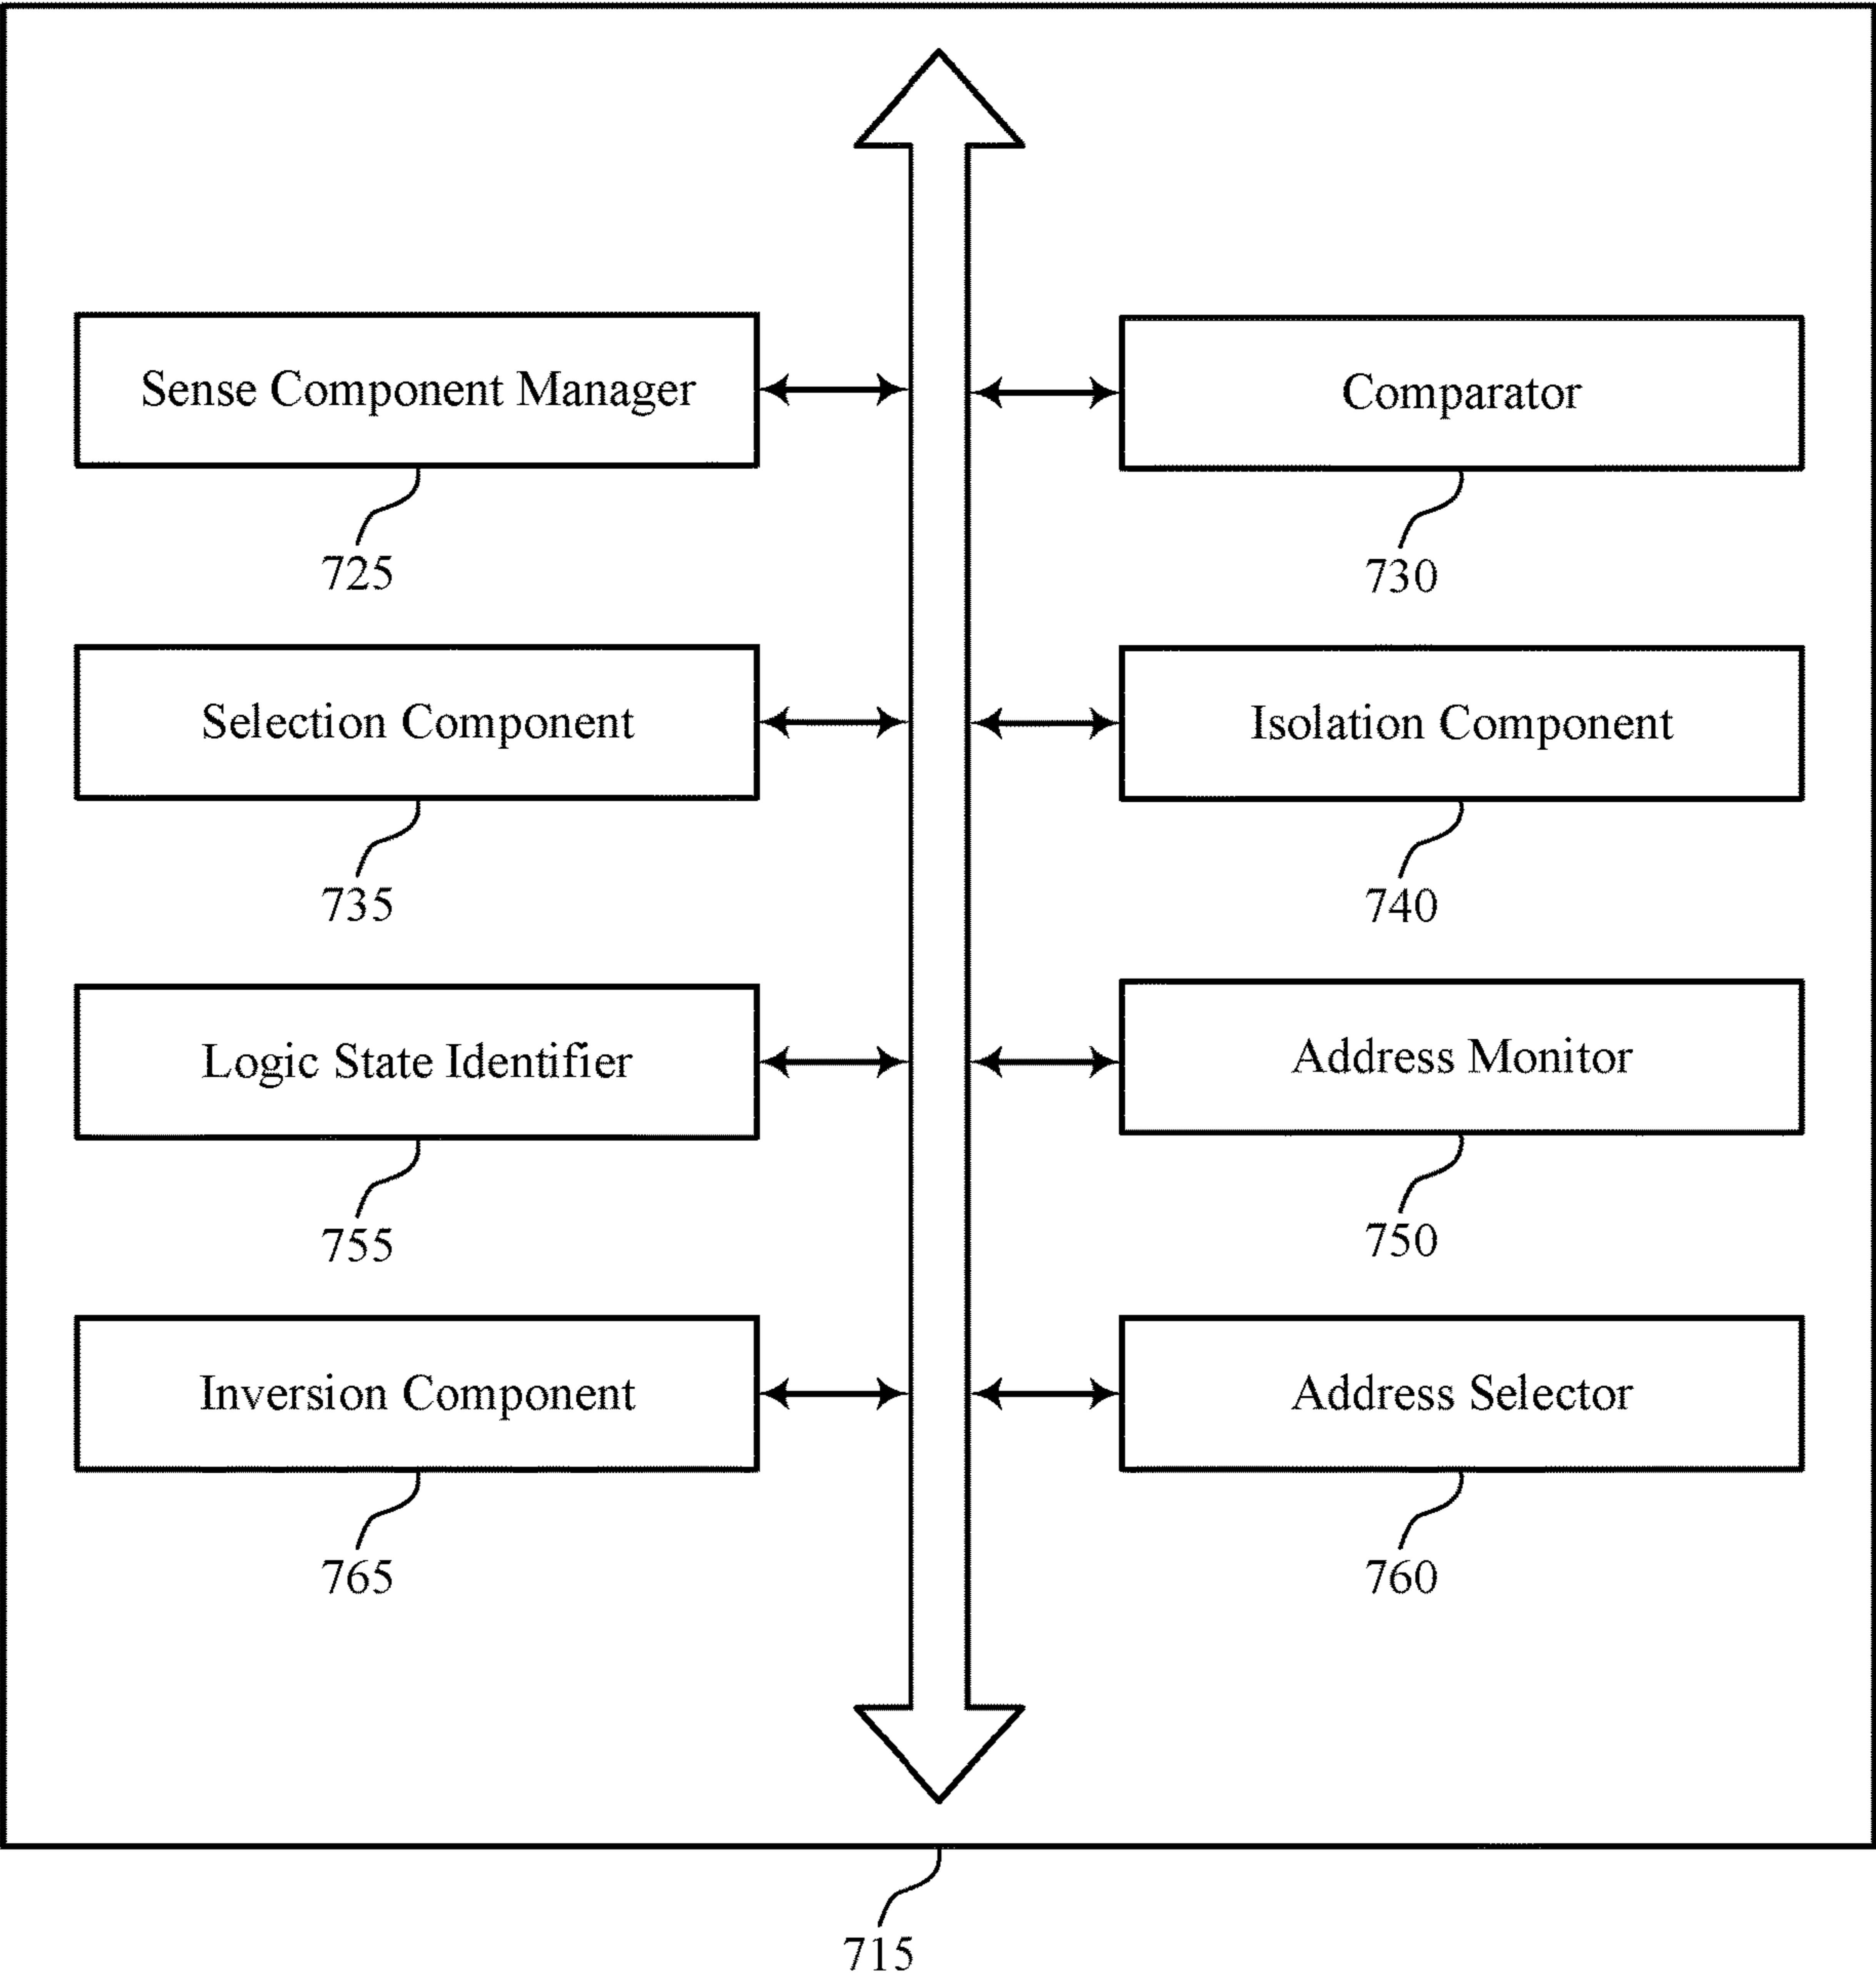 Sense Component Manager
Comparator
725
730
Selection Component
Isolation Component
735
740
Logic State Identifier
Address Monitor
755
750
Inversion Component
Address Selector
765
760
715